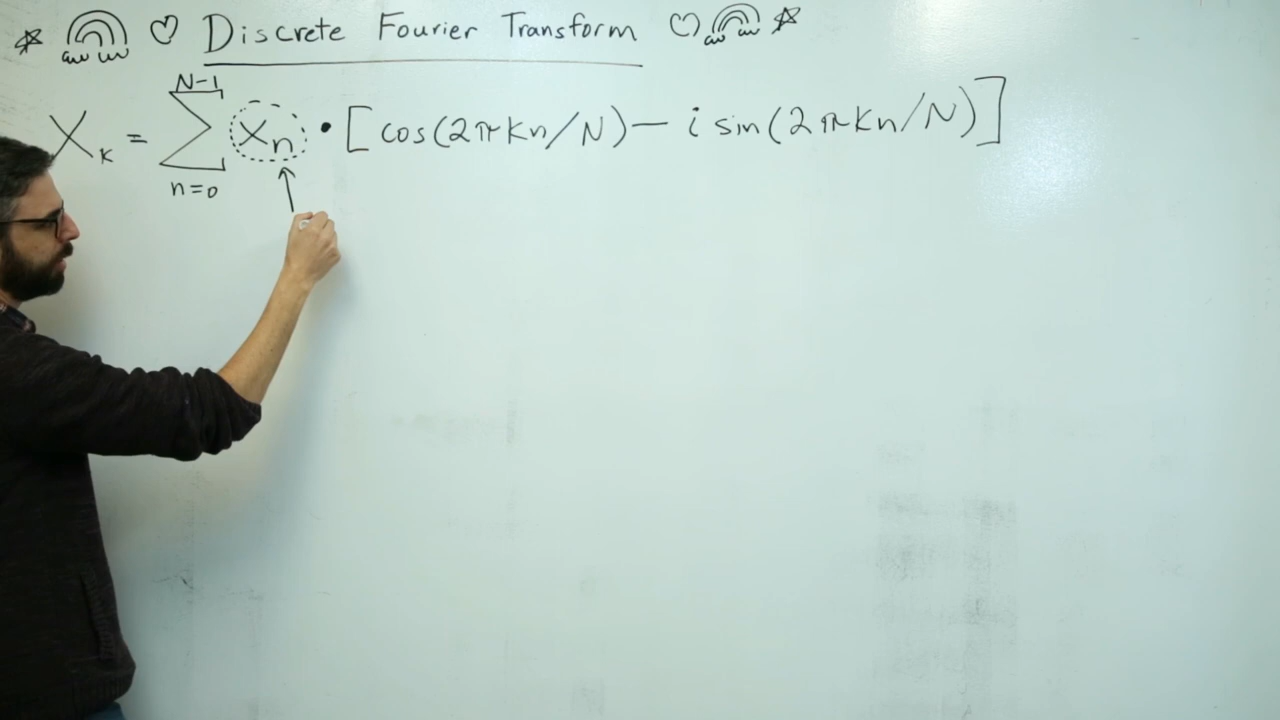 Discrete Fourier Transform
N-1
X_K = Σ x_n • [cos(2πkn/N) - i sin(2πkn/N)]
n=0